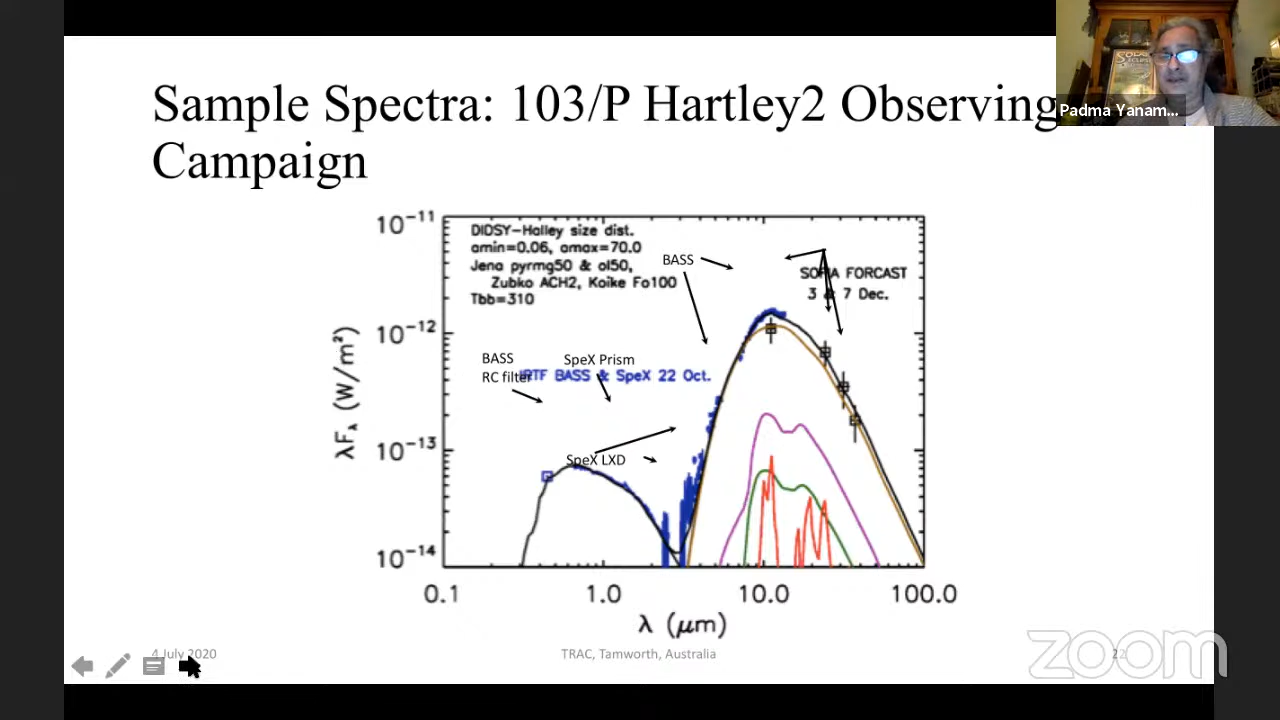 Sample Spectra: 103/P Hartley2 Observing
Campaign
Padma Yanam...
10⁻¹¹
10⁻¹²
10⁻¹³
10⁻¹⁴
λFλ (W/m²)
DIDSY-Halley size dist.
amin=0.06, amax=70.0
Jena pyrmg50 & ol50,
Zubko ACH2, Koike Fo100
Tbb=310
BASS
SOFIA FORCAST
3 & 7 Dec.
BASS
RC filter
SpeX Prism
IRTF BASS & SpeX 22 Oct.
SpeX LXD
0.1
1.0
10.0
100.0
λ (μm)
4 July 2020
TRAC, Tamworth, Australia
22
zoom